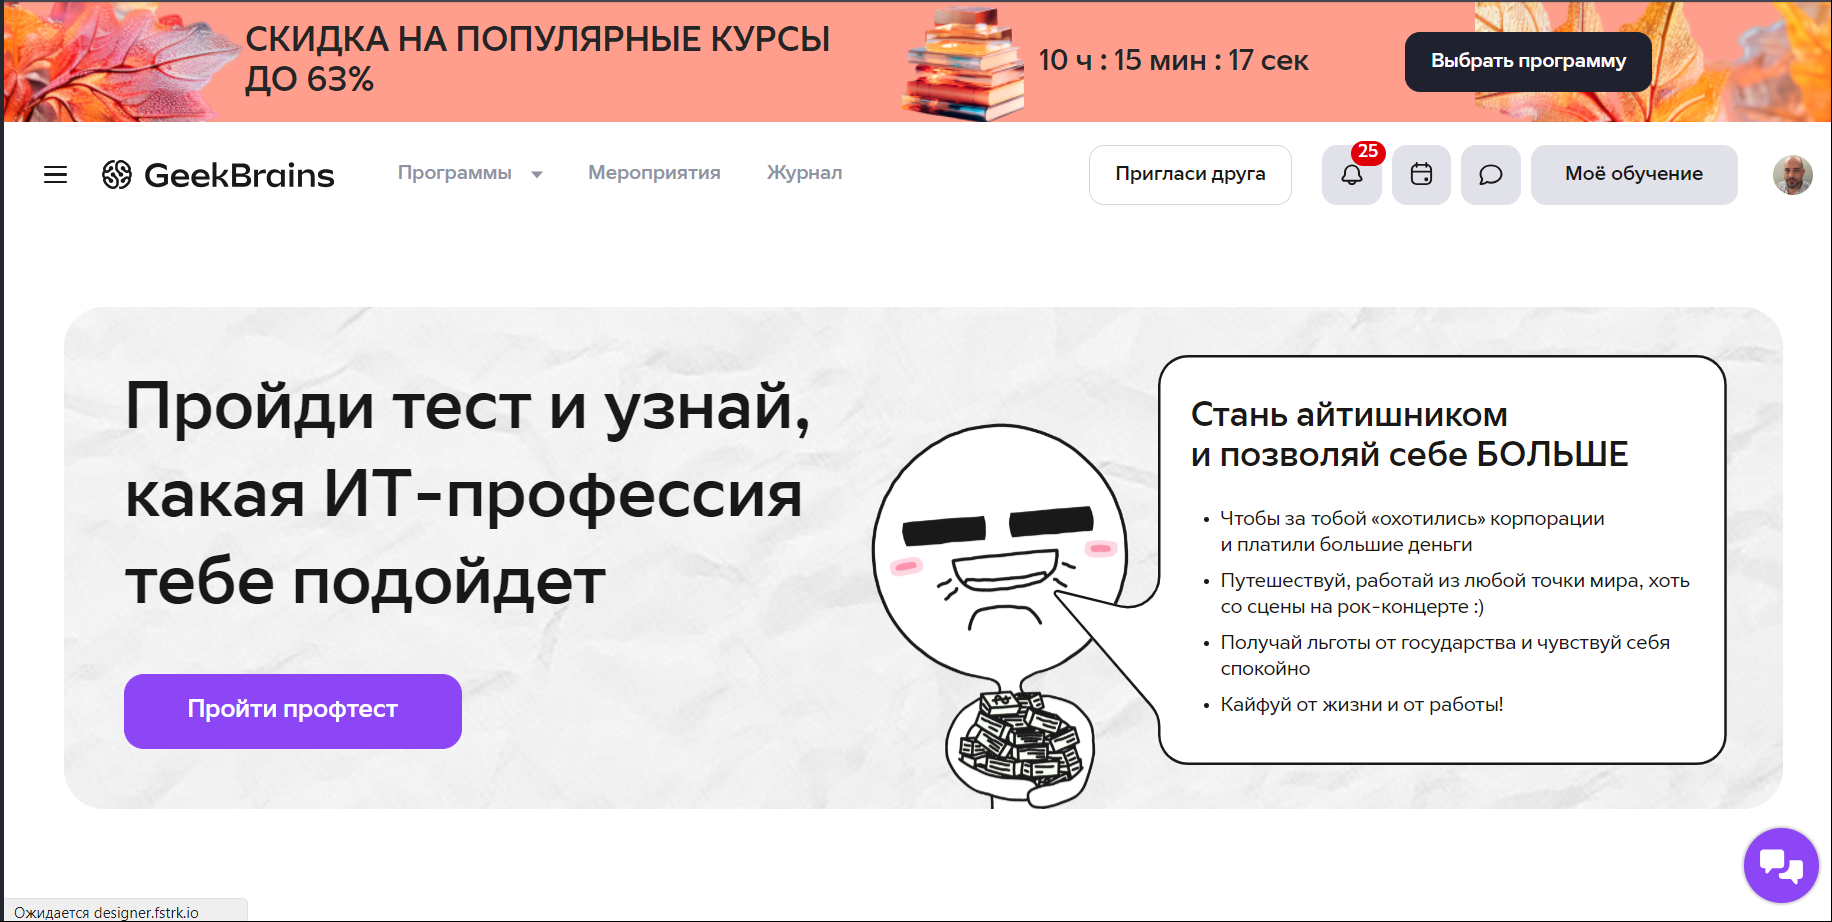 СКИДКА НА ПОПУЛЯРНЫЕ КУРСЫ
ДО 63%
10 ч : 15 мин : 17 сек
Выбрать программу
GeekBrains
Программы
Мероприятия
Журнал
Пригласи друга
25
Моё обучение
Пройди тест и узнай,
какая ИТ-профессия
тебе подойдет
Пройти профтест
Стань айтишником
и позволяй себе БОЛЬШЕ
• Чтобы за тобой «охотились» корпорации
и платили большие деньги
• Путешествуй, работай из любой точки мира, хоть
со сцены на рок-концерте :)
• Получай льготы от государства и чувствуй себя
спокойно
• Кайфуй от жизни и от работы!
Ожидается designer.fstrk.io